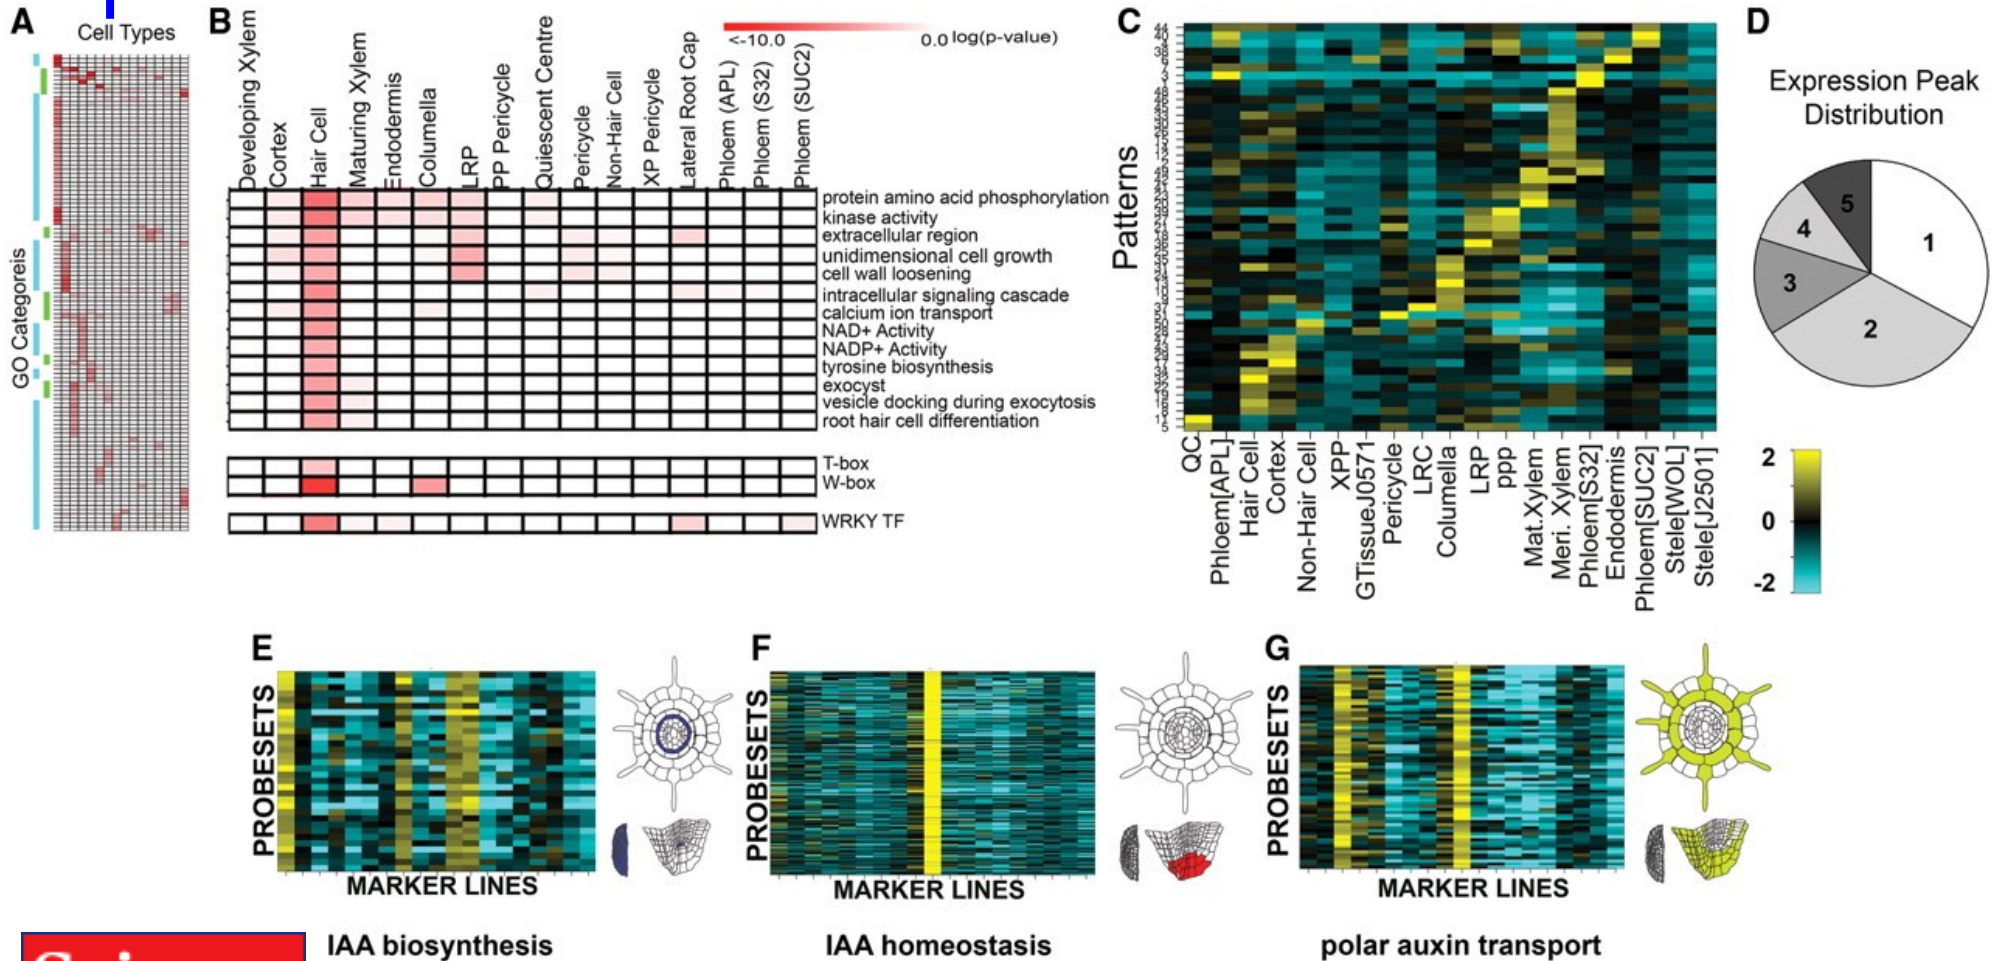 A
Cell Types
GO Categoreis
B
<-10.0
0.0 log(p-value)
Developing Xylem
Cortex
Hair Cell
Maturing Xylem
Endodermis
Columella
LRP
PP Pericycle
Quiescent Centre
Pericycle
Non-Hair Cell
XP Pericycle
Lateral Root Cap
Phloem (APL)
Phloem (S32)
Phloem (SUC2)
protein amino acid phosphorylation
kinase activity
extracellular region
unidimensional cell growth
cell wall loosening
intracellular signaling cascade
calcium ion transport
NAD+ Activity
NADP+ Activity
tyrosine biosynthesis
exocyst
vesicle docking during exocytosis
root hair cell differentiation
T-box
W-box
WRKY TF
C
Patterns
QC
Phloem[APL]
Hair Cell
Cortex
Non-Hair Cell
XPP
GTissueJ0571
Pericycle
LRC
Columella
LRP
ppp
Mat.Xylem
Meri. Xylem
Phloem[S32]
Endodermis
Phloem[SUC2]
Stele[WOL]
Stele[J2501]
D
Expression Peak
Distribution
5
4
1
3
2
2
0
-2
E
PROBESETS
MARKER LINES
IAA biosynthesis
F
PROBESETS
MARKER LINES
IAA homeostasis
G
PROBESETS
MARKER LINES
polar auxin transport